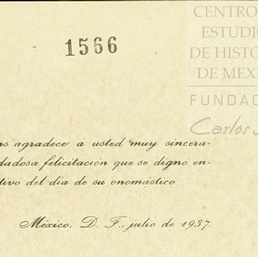 CENTRO
ESTUDIO
DE HISTO
DE MEXI
FUNDAC
Carlos
1566
ns agradece a usted muy sincera-
dadosa felicitación que se dignó en-
tivo del día de su onomástico
México, D. F., julio de 1937.